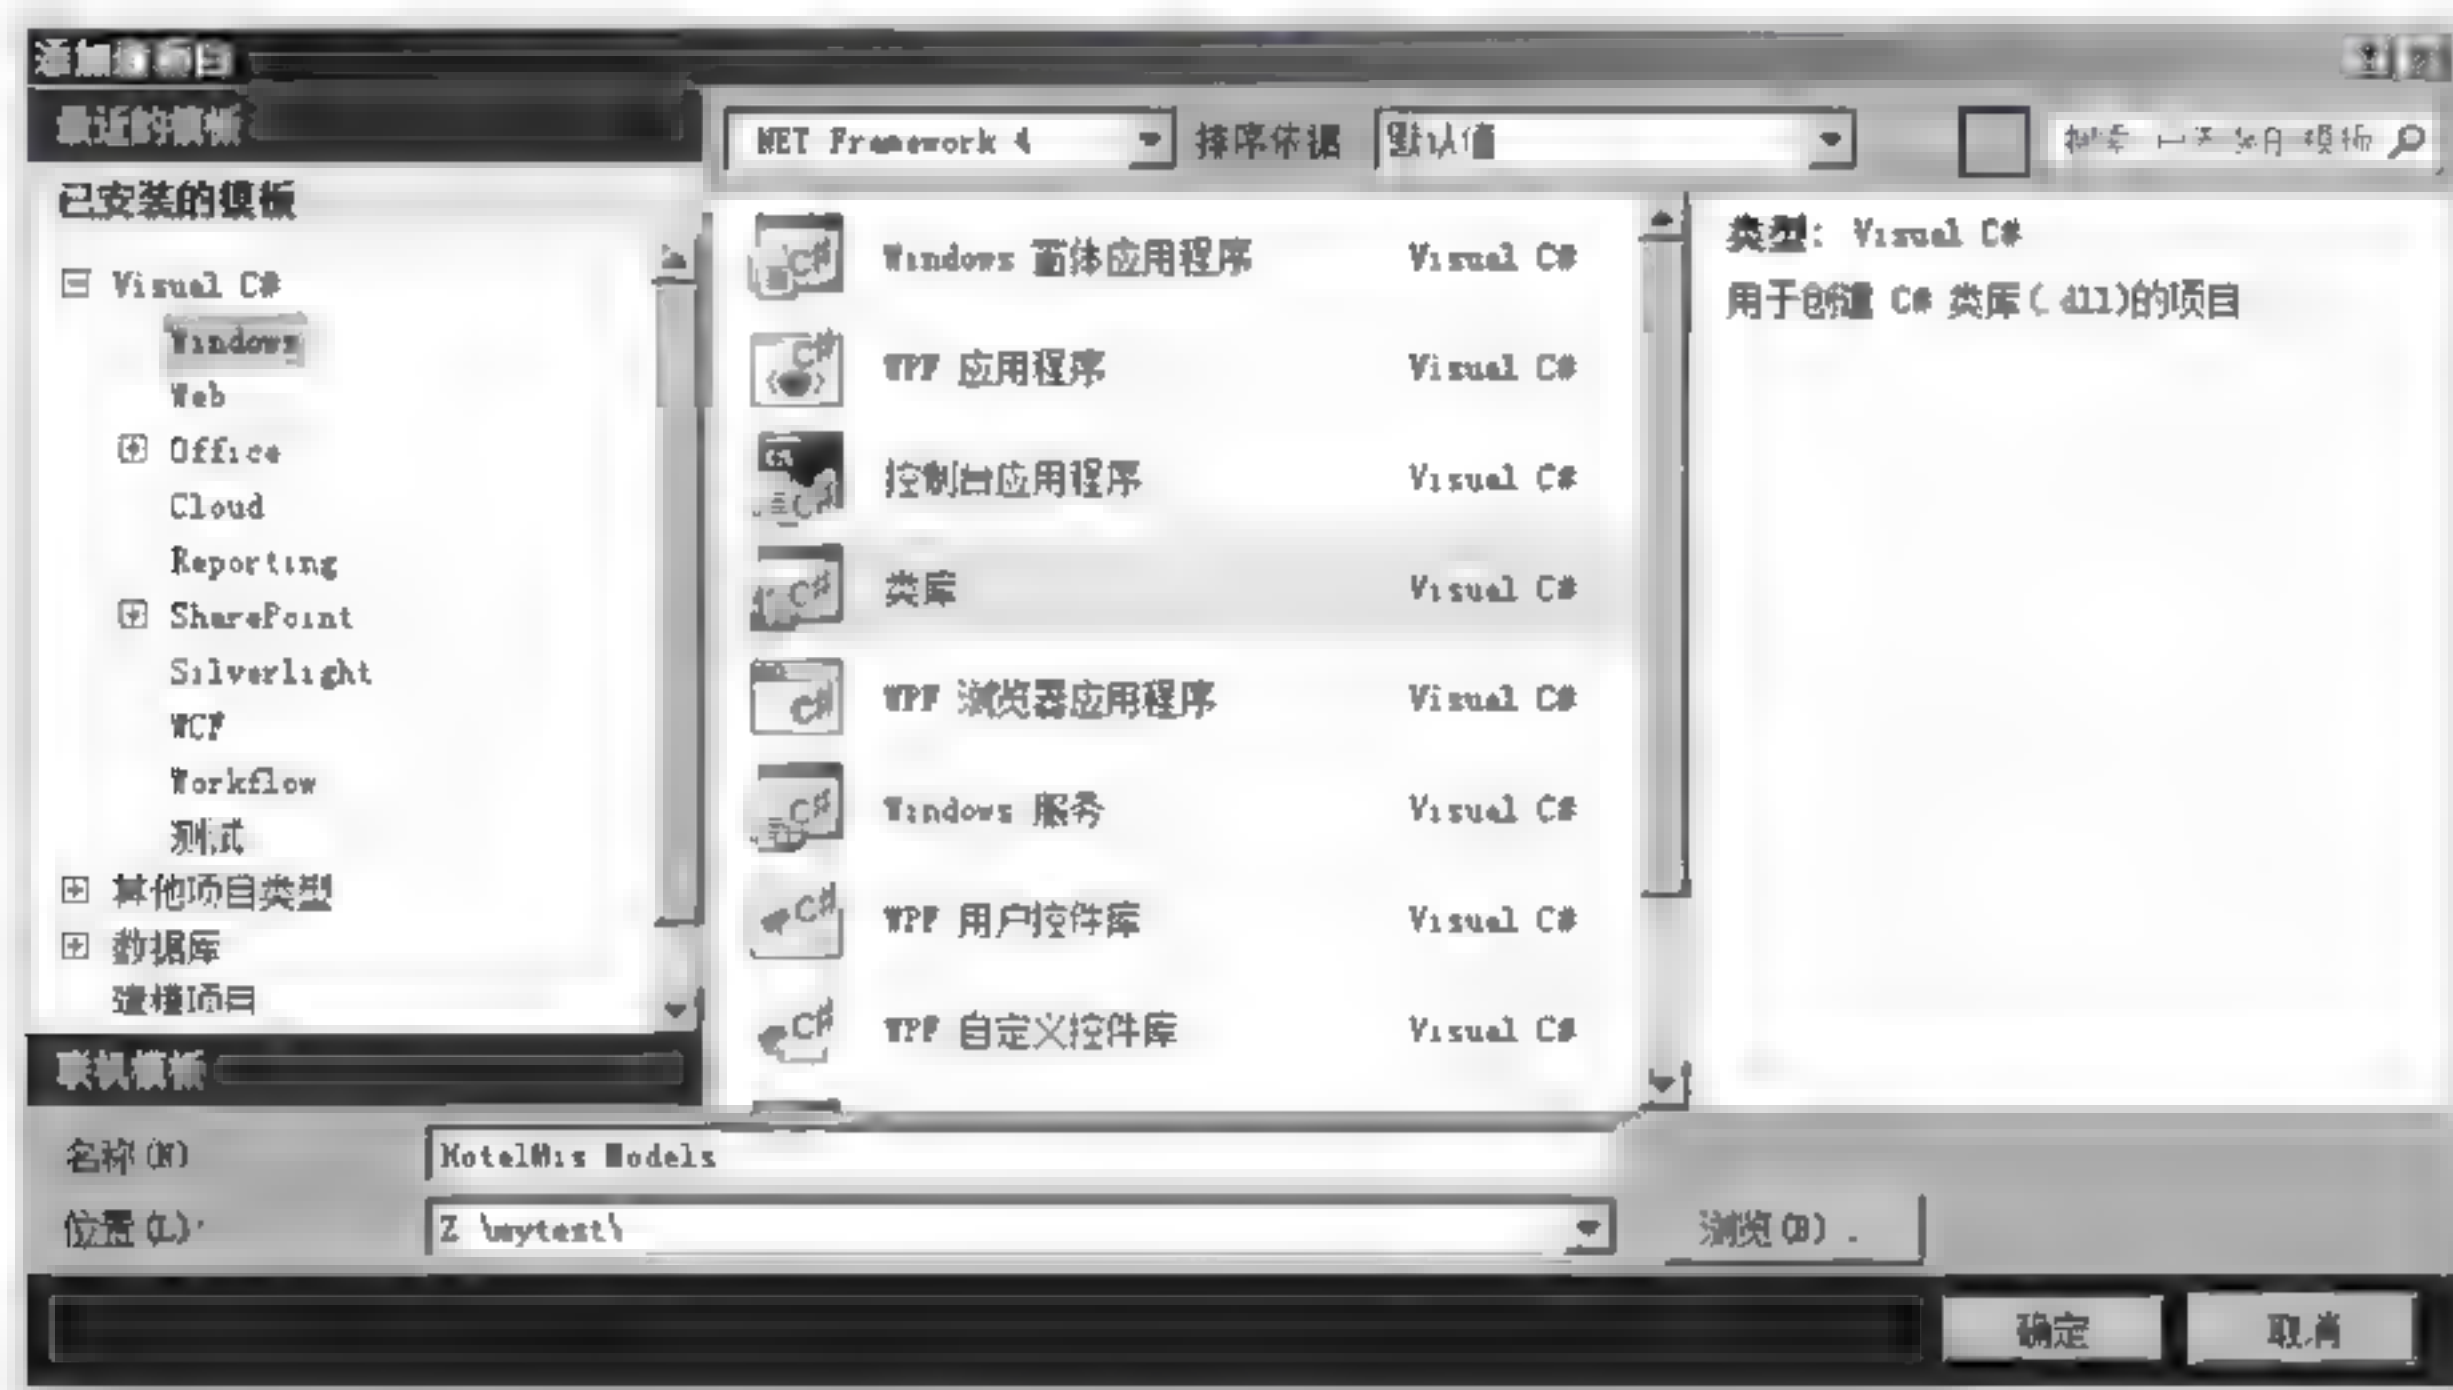 添加新项目
最近的模板
NET Framework 4 排序依据 默认值
已安装的模板
Visual C#
Windows
Web
Office
Cloud
Reporting
SharePoint
Silverlight
WCF
Workflow
测试
其他项目类型
数据库
建模项目
联机模板
Windows 窗体应用程序 Visual C#
WPF 应用程序 Visual C#
控制台应用程序 Visual C#
类库 Visual C#
WPF 浏览器应用程序 Visual C#
Windows 服务 Visual C#
WPF 用户控件库 Visual C#
WPF 自定义控件库 Visual C#
类型: Visual C#
用于创建 C# 类库(.dll)的项目
名称(N) HotelMis Models
位置(L): Z \mytest\ 浏览(B) .
确定 取消